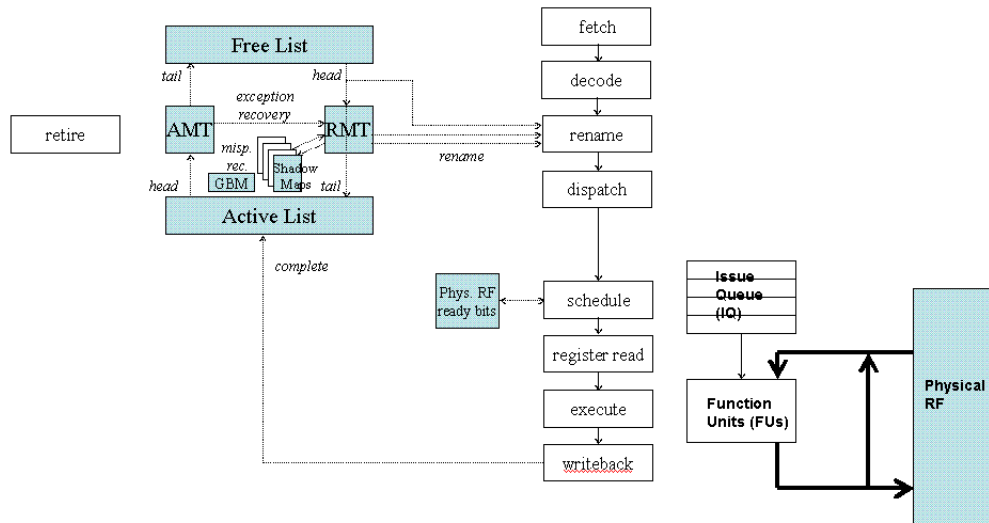 Free List
tail
head
exception
recovery
retire
AMT
RMT
misp.
rec.
Shadow
Maps
GBM
head
tail
Active List
complete
rename
fetch
decode
rename
dispatch
Phys. RF
ready bits
schedule
register read
execute
writeback
Issue
Queue
(IQ)
Function
Units (FUs)
Physical
RF